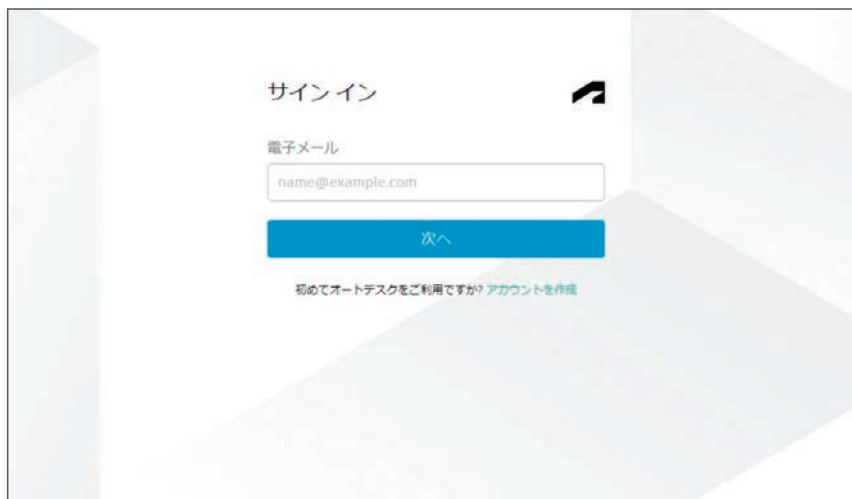 サイン イン
電子メール
name@example.com
次へ
初めてオートデスクをご利用ですか? アカウントを作成